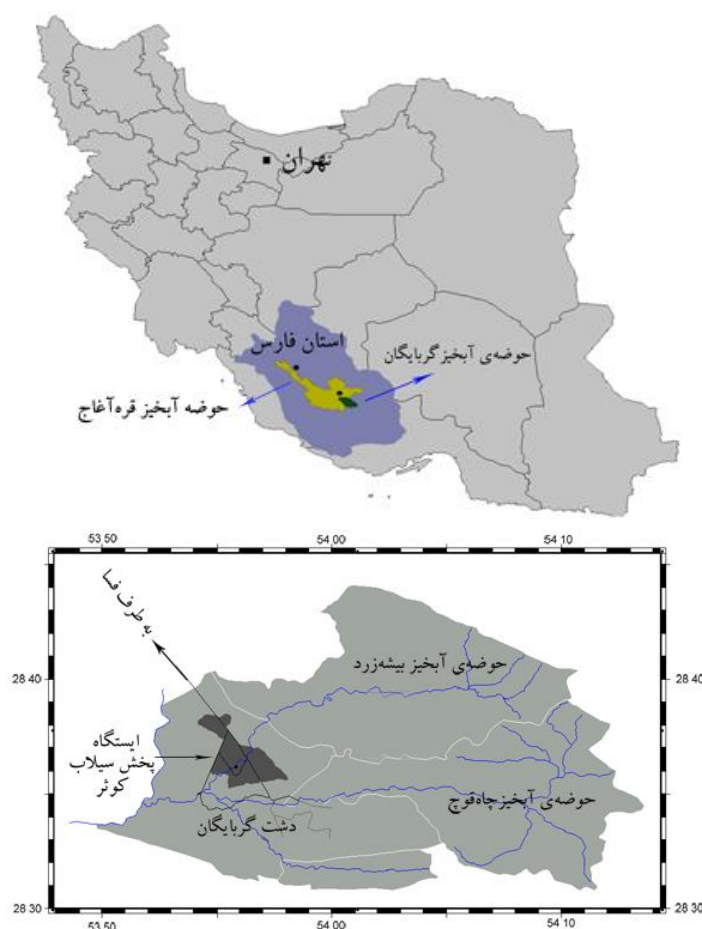 تهران
استان فارس
حوضه‌ی آبخیز گربایگان
حوضه آبخیز قره‌آغاج
53 50
54 00
54 10
به طرف فسا
حوضه‌ی آبخیز بیشه‌زرد
28 40
28 40
ایستگاه
پخش سیلاب
کوثر
حوضه‌ی آبخیز چاه‌قوچ
دشت گربایگان
28 30
28 30
53 50
54 00
54 10